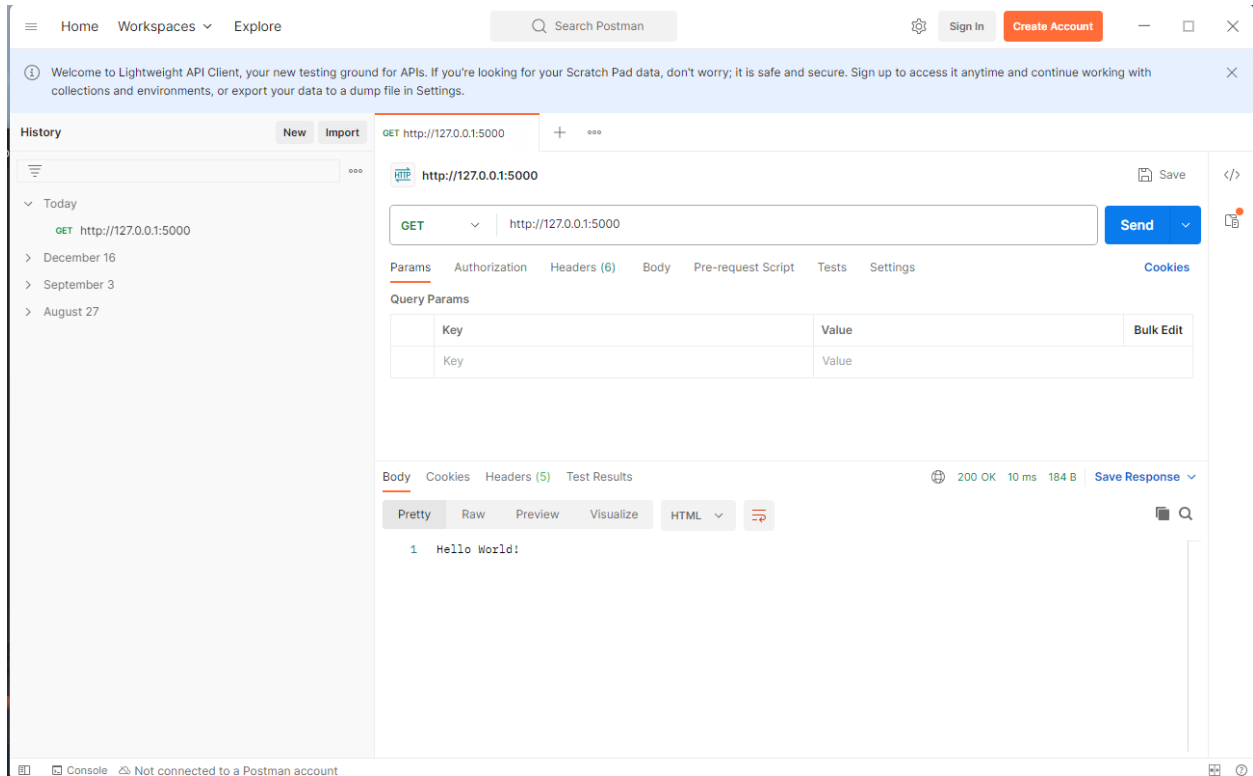 Home Workspaces Explore Search Postman Sign In Create Account
Welcome to Lightweight API Client, your new testing ground for APIs. If you're looking for your Scratch Pad data, don't worry; it is safe and secure. Sign up to access it anytime and continue working with
collections and environments, or export your data to a dump file in Settings.
History New Import
GET http://127.0.0.1:5000
HTTP http://127.0.0.1:5000 Save </>
Today
GET http://127.0.0.1:5000
December 16
September 3
August 27
GET http://127.0.0.1:5000 Send
Params Authorization Headers (6) Body Pre-request Script Tests Settings Cookies
Query Params
Key Value Bulk Edit
Key Value
Body Cookies Headers (5) Test Results 200 OK 10 ms 184 B Save Response
Pretty Raw Preview Visualize HTML
1 Hello World!
Console Not connected to a Postman account